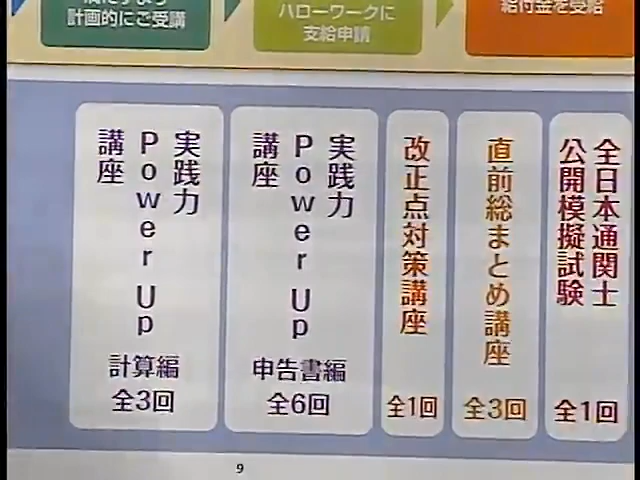 計画的にご受講
ハローワークに
支給申請
給付金を受給
実践力
Power Up
講座
計算編
全3回
実践力
Power Up
講座
申告書編
全6回
改正点対策講座
全1回
直前総まとめ講座
全3回
全日本通関士
公開模擬試験
全1回
9